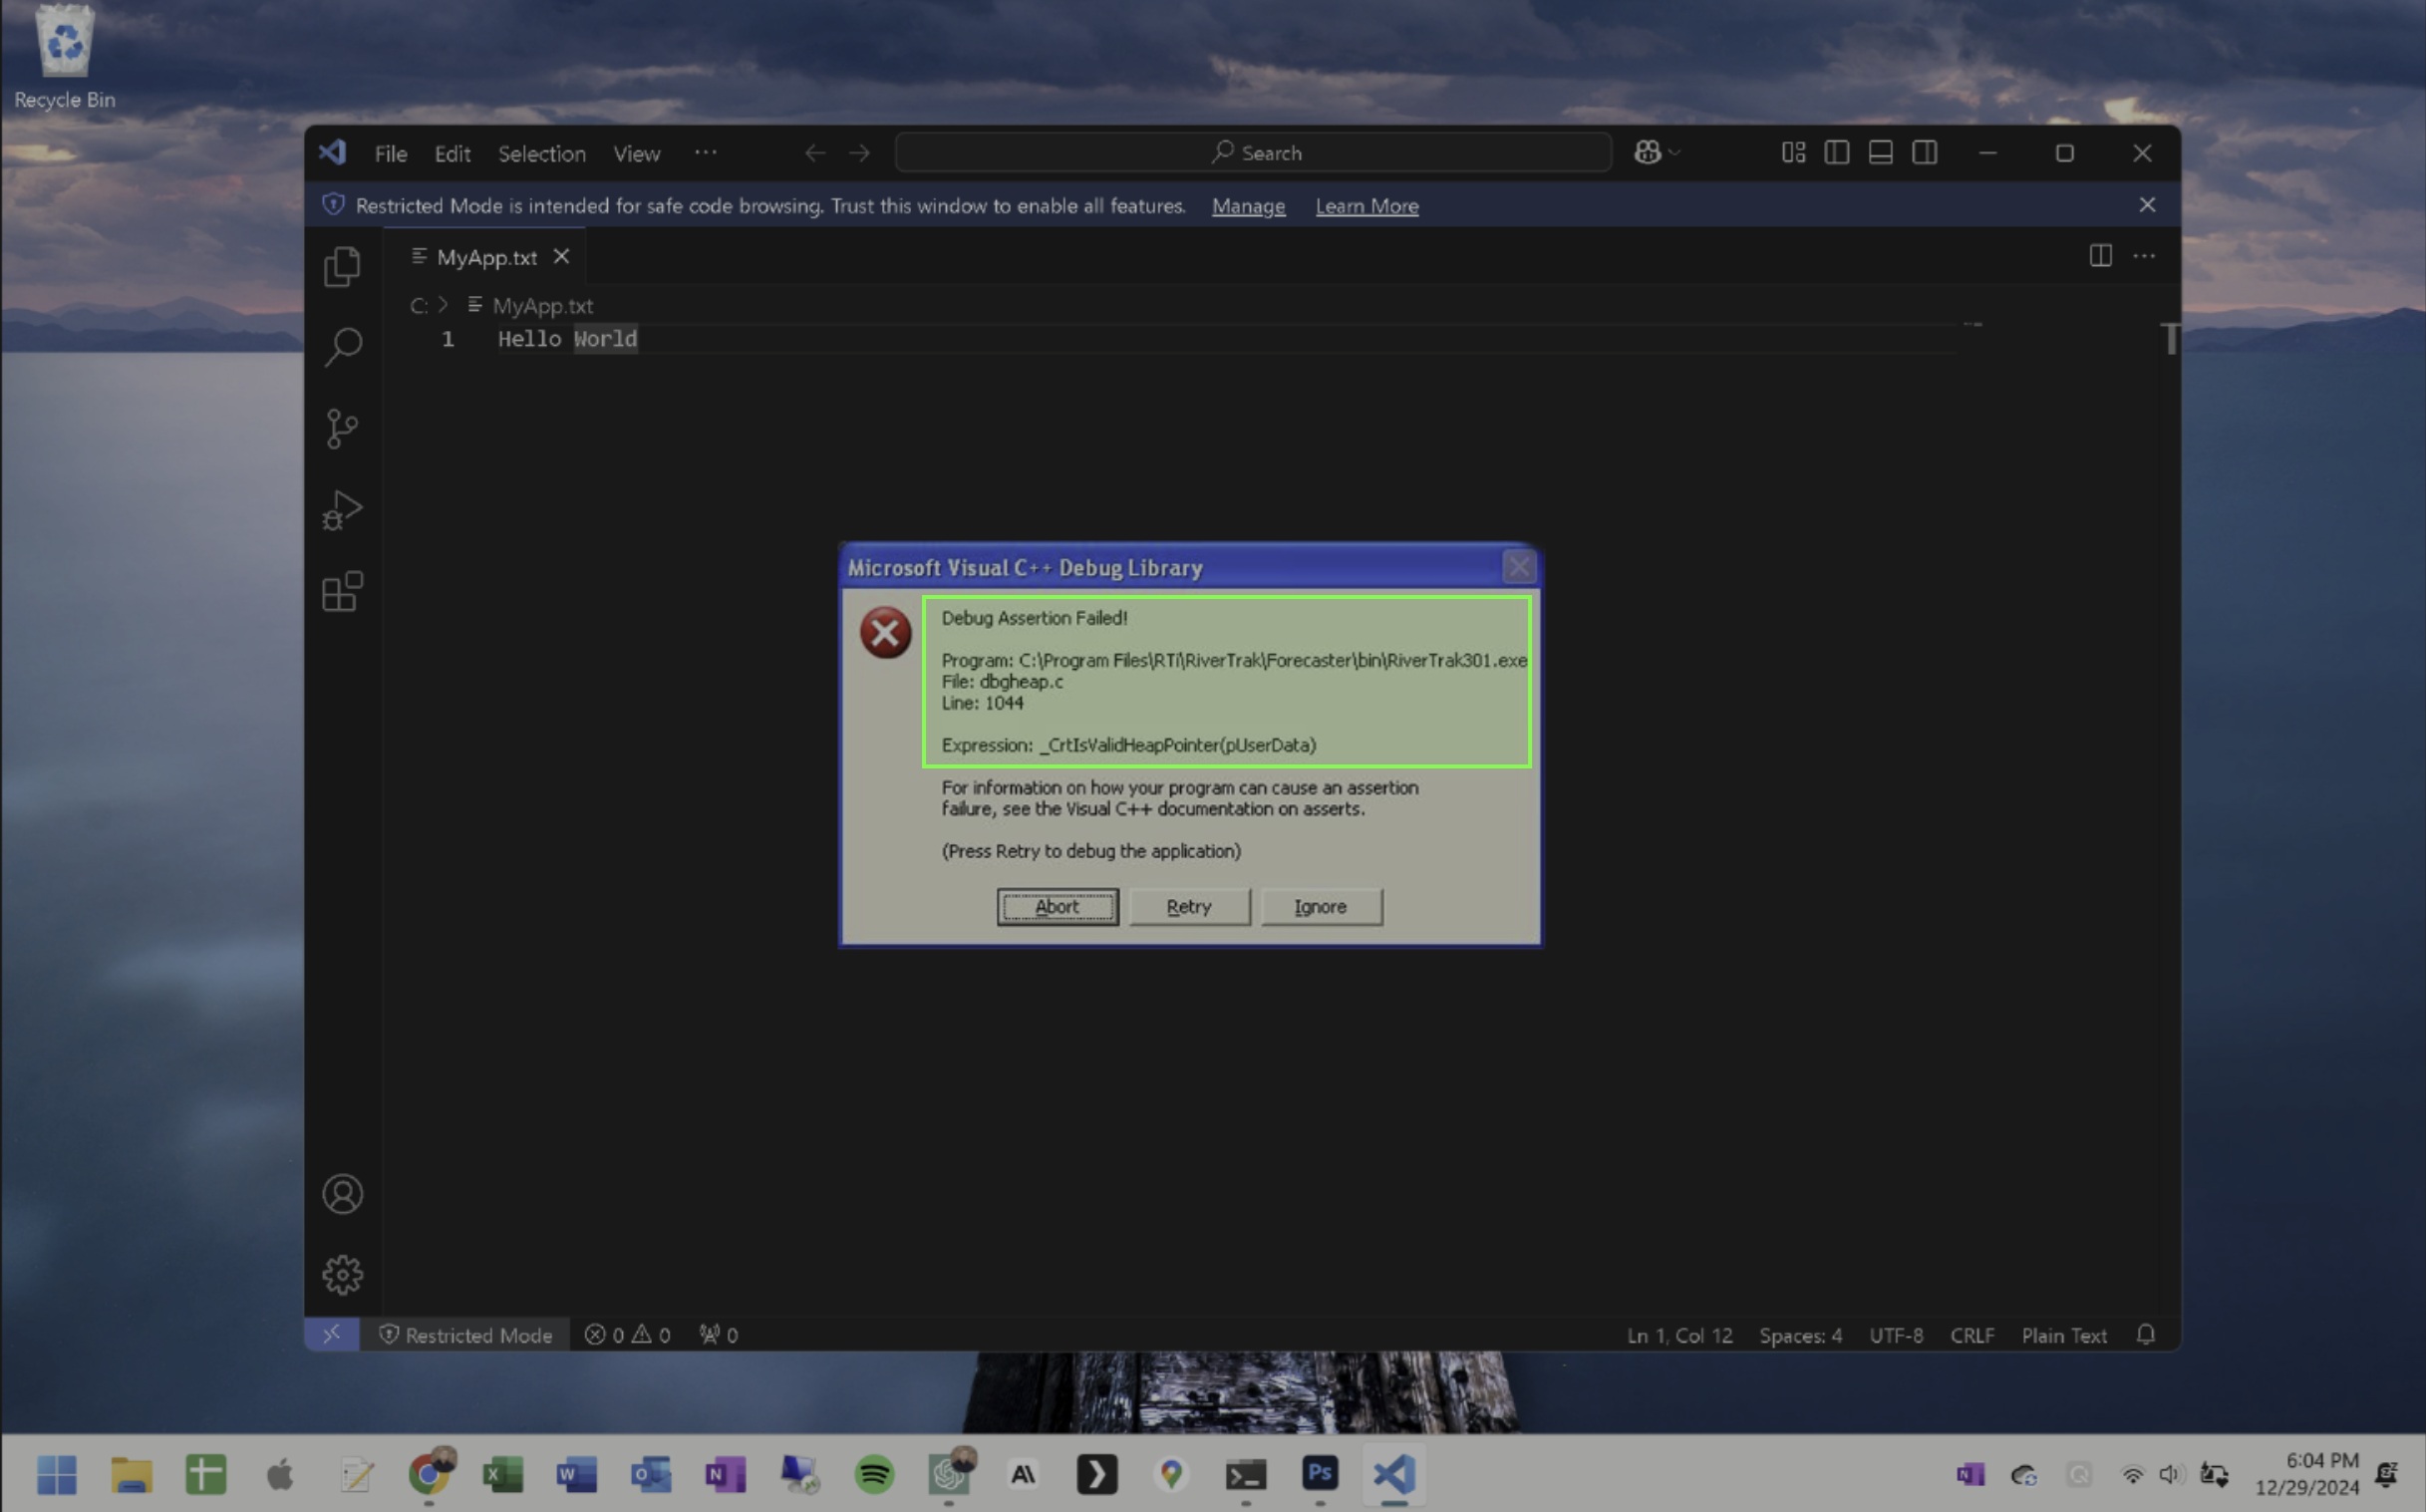 Recycle Bin
File Edit Selection View ··· Search
Restricted Mode is intended for safe code browsing. Trust this window to enable all features. Manage Learn More
MyApp.txt
C: > MyApp.txt
1 Hello World
Microsoft Visual C++ Debug Library
Debug Assertion Failed!
Program: C:\Program Files\RTi\RiverTrak\Forecaster\bin\RiverTrak301.exe
File: dbgheap.c
Line: 1044
Expression: _CrtIsValidHeapPointer(pUserData)
For information on how your program can cause an assertion
failure, see the Visual C++ documentation on asserts.
(Press Retry to debug the application)
Abort Retry Ignore
Restricted Mode 0 0 0 Ln 1, Col 12 Spaces: 4 UTF-8 CRLF Plain Text
6:04 PM
12/29/2024